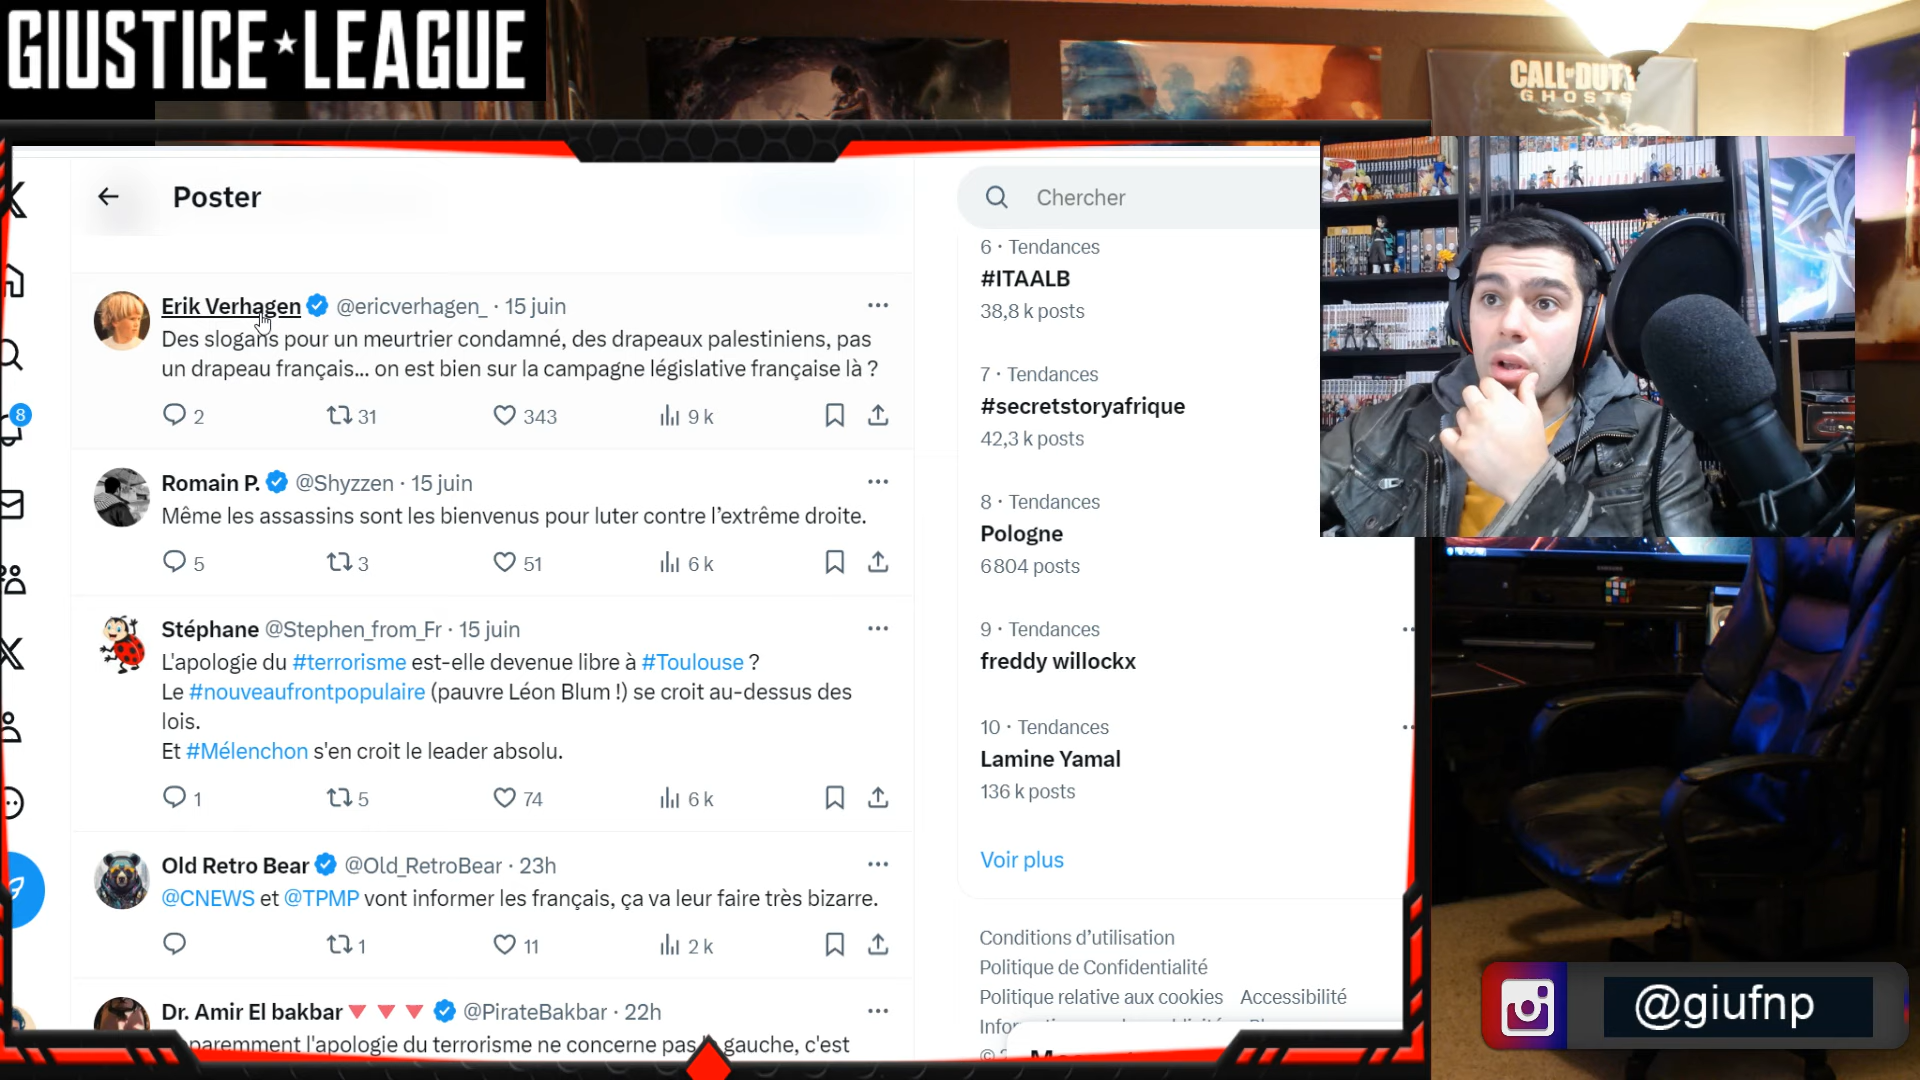 GIUSTICE★LEAGUE
CALL OF DUTY
GHOSTS
Poster
Erik Verhagen @ericverhagen_ · 15 juin
Des slogans pour un meurtrier condamné, des drapeaux palestiniens, pas
un drapeau français... on est bien sur la campagne législative française là ?
2 31 343 9 k
Romain P. @Shyzzen · 15 juin
Même les assassins sont les bienvenus pour luter contre l’extrême droite.
5 3 51 6 k
Stéphane @Stephen_from_Fr · 15 juin
L'apologie du #terrorisme est-elle devenue libre à #Toulouse ?
Le #nouveaufrontpopulaire (pauvre Léon Blum !) se croit au-dessus des
lois.
Et #Mélenchon s'en croit le leader absolu.
1 5 74 6 k
Old Retro Bear @Old_RetroBear · 23h
@CNEWS et @TPMP vont informer les français, ça va leur faire très bizarre.
1 11 2 k
Dr. Amir El bakbar🔻🔻🔻 @PirateBakbar · 22h
l'apologie du terrorisme ne concerne pas gauche, c'est
8
Chercher
6 · Tendances
#ITAALB
38,8 k posts
7 · Tendances
#secretstoryafrique
42,3 k posts
8 · Tendances
Pologne
6 804 posts
9 · Tendances
freddy willockx
10 · Tendances
Lamine Yamal
136 k posts
Voir plus
Conditions d’utilisation
Politique de Confidentialité
Politique relative aux cookies Accessibilité
@giufnp